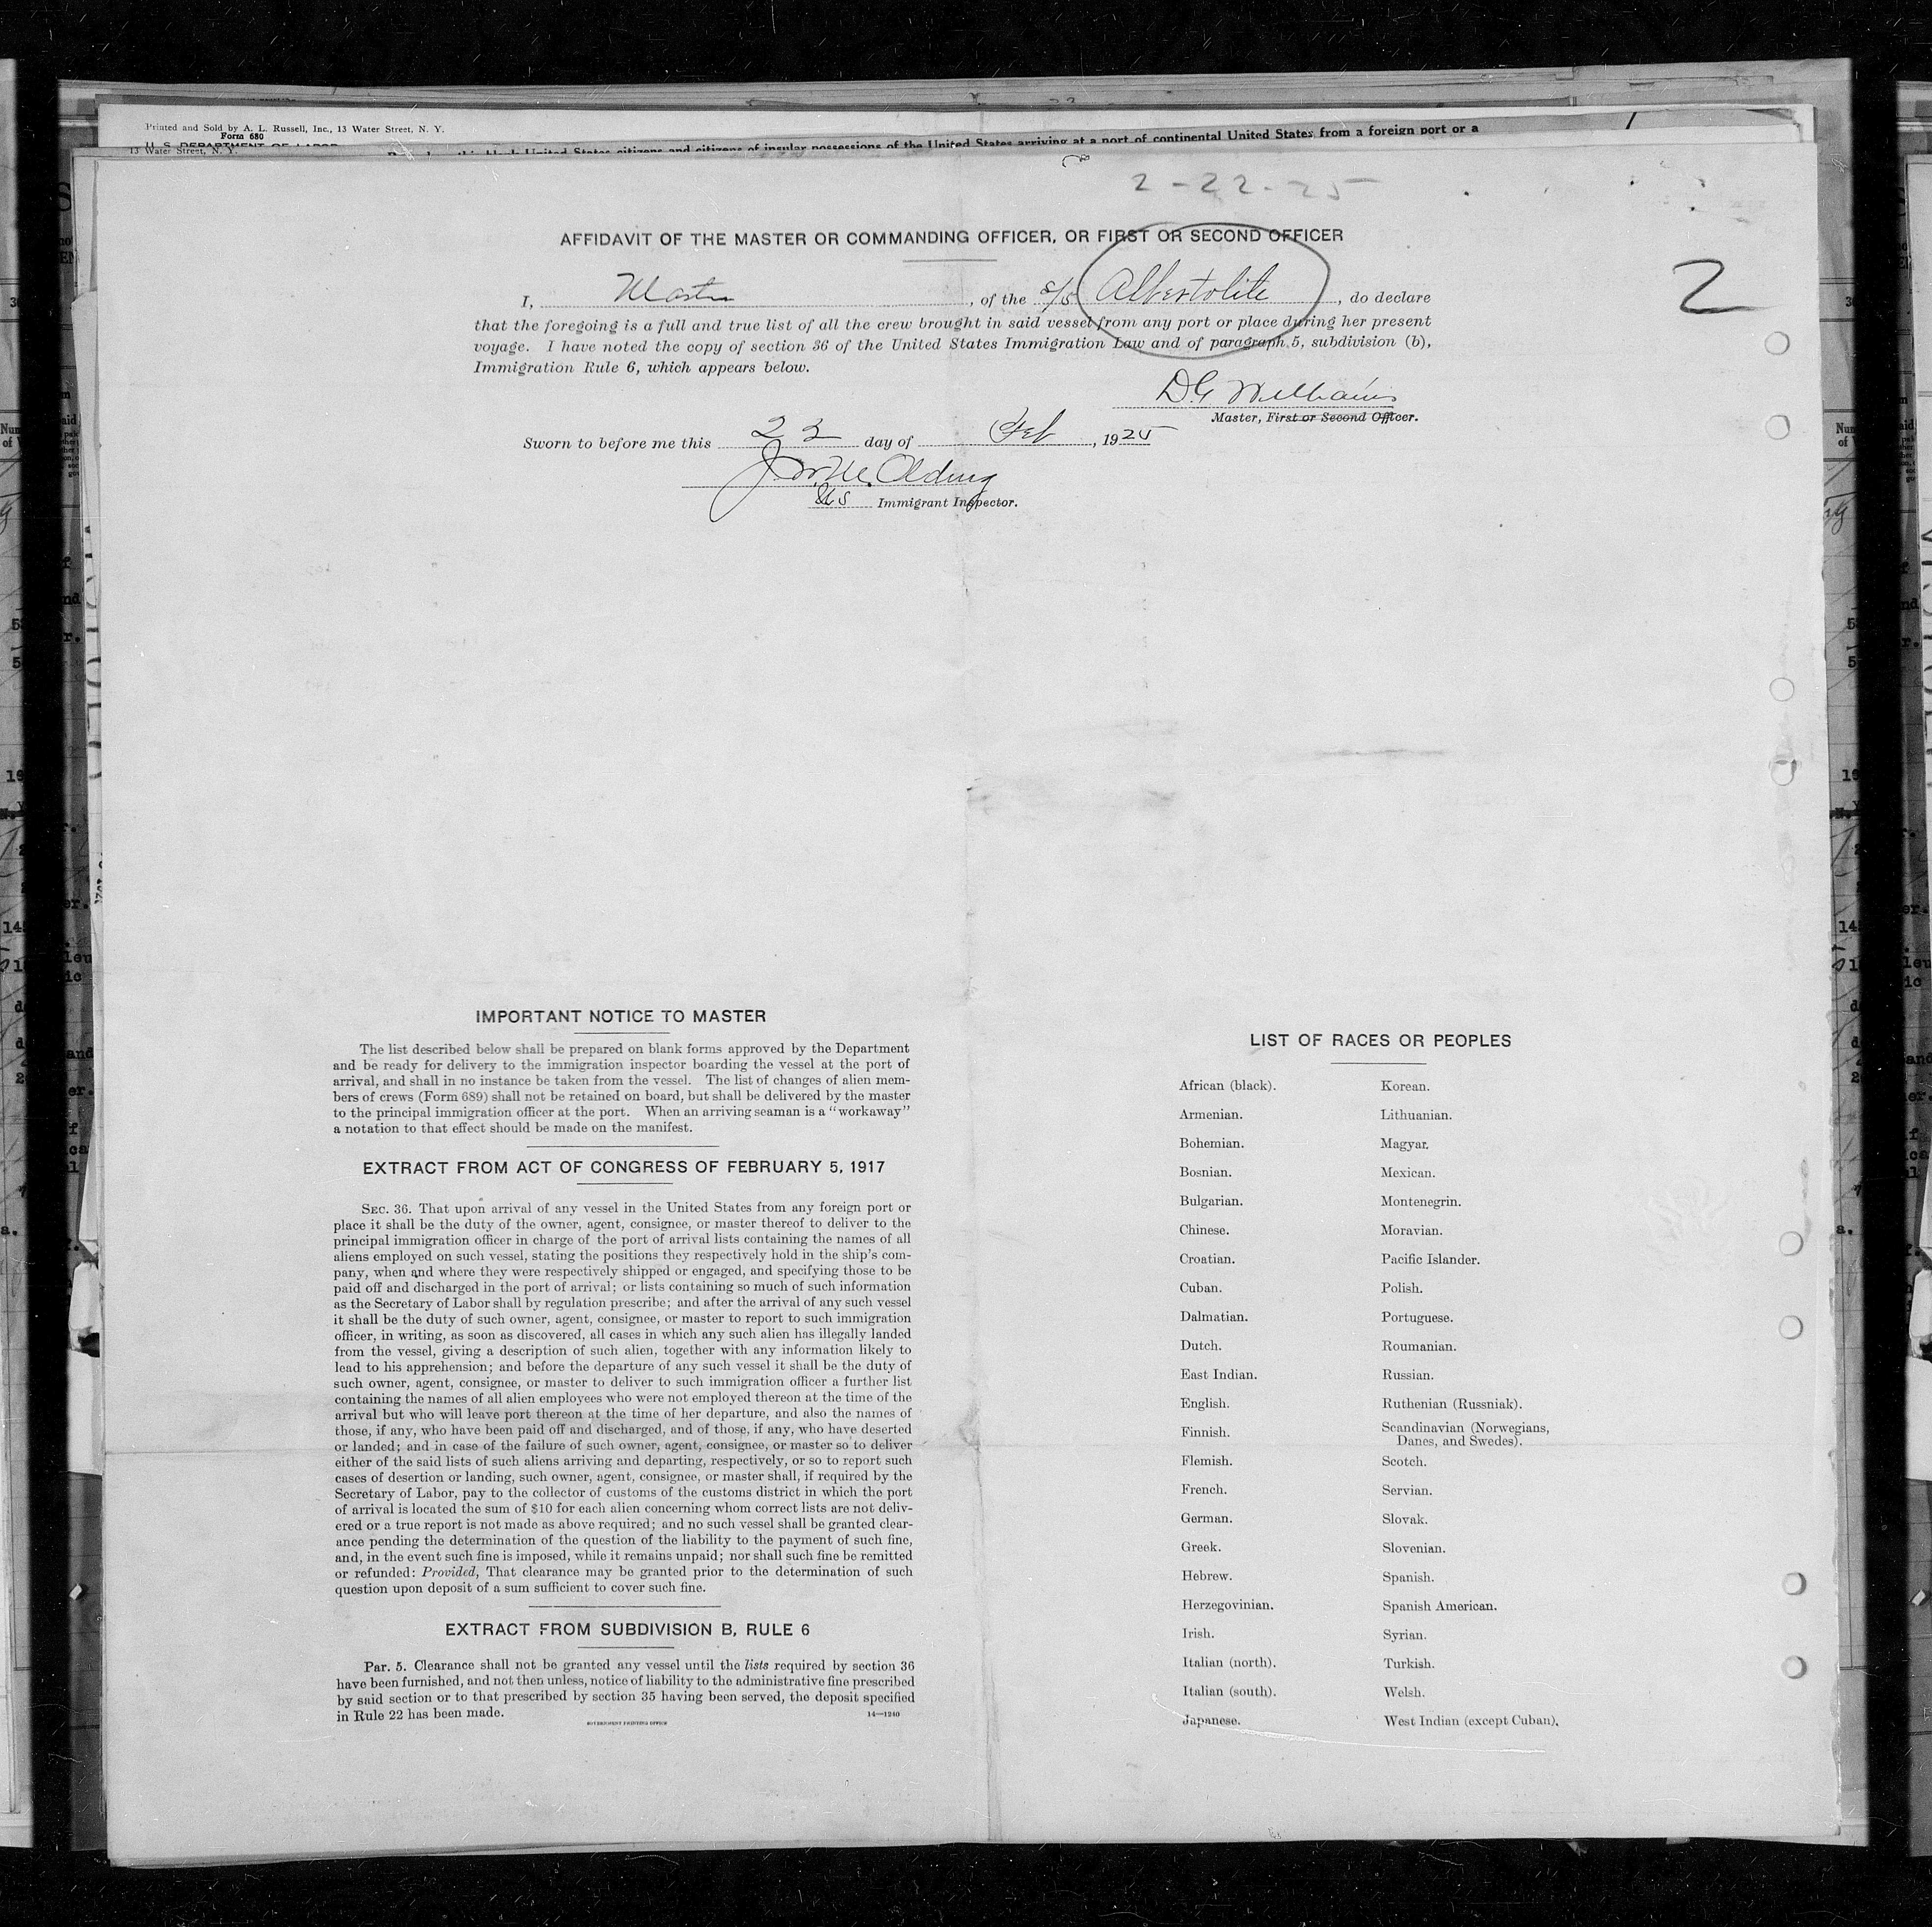 Printed and Sold by A. L. Russell, Inc., 13 Water Street, N. Y.
Form 680
U. S. DEPARTMENT OF LABOR
13 Water Street, N. Y.
United States citizens and citizens of insular possessions of the United States arriving at a port of continental United States from a foreign port or a
2-22-25
AFFIDAVIT OF THE MASTER OR COMMANDING OFFICER, OR FIRST OR SECOND OFFICER
2
I, Master, of the s/s Albertolite, do declare
that the foregoing is a full and true list of all the crew brought in said vessel from any port or place during her present
voyage. I have noted the copy of section 36 of the United States Immigration Law and of paragraph 5, subdivision (b),
Immigration Rule 6, which appears below.
D.G. Williams
Master, First or Second Officer.
Sworn to before me this 22 day of Feb, 1925
US Immigrant Inspector.
IMPORTANT NOTICE TO MASTER
The list described below shall be prepared on blank forms approved by the Department
and be ready for delivery to the immigration inspector boarding the vessel at the port of
arrival, and shall in no instance be taken from the vessel. The list of changes of alien mem-
bers of crews (Form 689) shall not be retained on board, but shall be delivered by the master
to the principal immigration officer at the port. When an arriving seaman is a "workaway"
a notation to that effect should be made on the manifest.
EXTRACT FROM ACT OF CONGRESS OF FEBRUARY 5, 1917
SEC. 36. That upon arrival of any vessel in the United States from any foreign port or
place it shall be the duty of the owner, agent, consignee, or master thereof to deliver to the
principal immigration officer in charge of the port of arrival lists containing the names of all
aliens employed on such vessel, stating the positions they respectively hold in the ship's com-
pany, when and where they were respectively shipped or engaged, and specifying those to be
paid off and discharged in the port of arrival; or lists containing so much of such information
as the Secretary of Labor shall by regulation prescribe; and after the arrival of any such vessel
it shall be the duty of such owner, agent, consignee, or master to report to such immigration
officer, in writing, as soon as discovered, all cases in which any such alien has illegally landed
from the vessel, giving a description of such alien, together with any information likely to
lead to his apprehension; and before the departure of any such vessel it shall be the duty of
such owner, agent, consignee, or master to deliver to such immigration officer a further list
containing the names of all alien employees who were not employed thereon at the time of the
arrival but who will leave port thereon at the time of her departure, and also the names of
those, if any, who have been paid off and discharged, and of those, if any, who have deserted
or landed; and in case of the failure of such owner, agent, consignee, or master so to deliver
either of the said lists of such aliens arriving and departing, respectively, or so to report such
cases of desertion or landing, such owner, agent, consignee, or master shall, if required by the
Secretary of Labor, pay to the collector of customs of the customs district in which the port
of arrival is located the sum of $10 for each alien concerning whom correct lists are not deliv-
ered or a true report is not made as above required; and no such vessel shall be granted clear-
ance pending the determination of the question of the liability to the payment of such fine,
and, in the event such fine is imposed, while it remains unpaid; nor shall such fine be remitted
or refunded: Provided, That clearance may be granted prior to the determination of such
question upon deposit of a sum sufficient to cover such fine.
EXTRACT FROM SUBDIVISION B, RULE 6
Par. 5. Clearance shall not be granted any vessel until the lists required by section 36
have been furnished, and not then unless, notice of liability to the administrative fine prescribed
by said section or to that prescribed by section 35 having been served, the deposit specified
in Rule 22 has been made.
14—1240
GOVERNMENT PRINTING OFFICE
LIST OF RACES OR PEOPLES
African (black). Korean.
Armenian. Lithuanian.
Bohemian. Magyar.
Bosnian. Mexican.
Bulgarian. Montenegrin.
Chinese. Moravian.
Croatian. Pacific Islander.
Cuban. Polish.
Dalmatian. Portuguese.
Dutch. Roumanian.
East Indian. Russian.
English. Ruthenian (Russniak).
Finnish. Scandinavian (Norwegians,
Danes, and Swedes).
Flemish. Scotch.
French. Servian.
German. Slovak.
Greek. Slovenian.
Hebrew. Spanish.
Herzegovinian. Spanish American.
Irish. Syrian.
Italian (north). Turkish.
Italian (south). Welsh.
Japanese. West Indian (except Cuban).